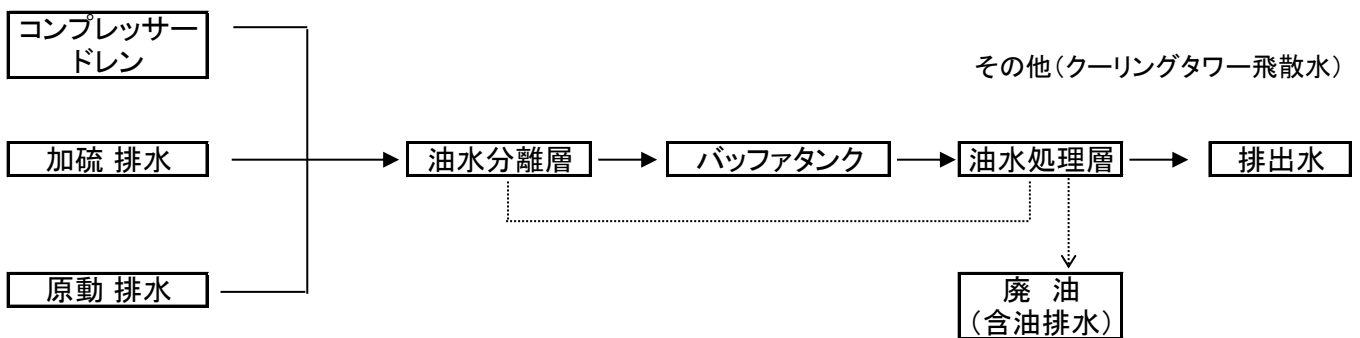 コンプレッサー
ドレン
その他（クーリングタワー飛散水）
加硫 排水
油水分離層
バッファタンク
油水処理層
排出水
原動 排水
廃　油
（含油排水）